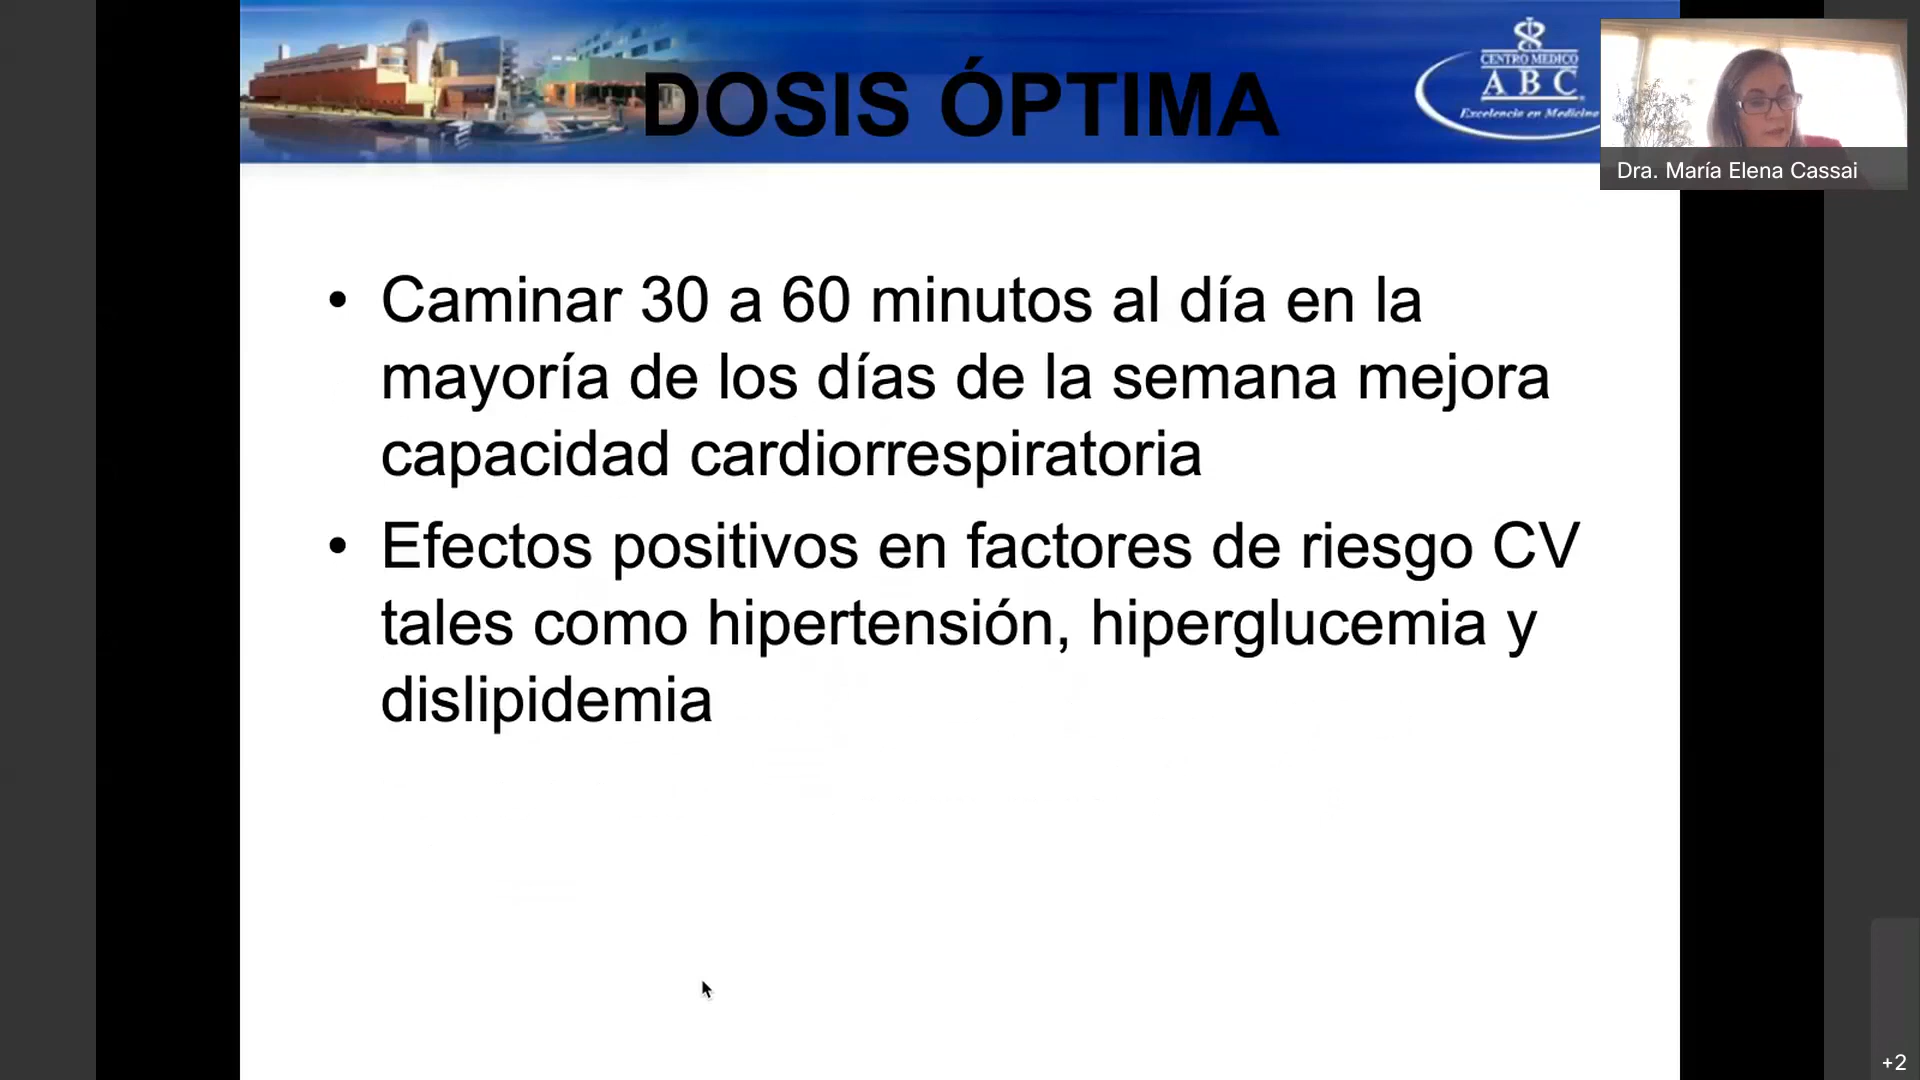 DOSIS ÓPTIMA
CENTRO MEDICO
ABC
Excelencia en Medicina
Dra. María Elena Cassai
• Caminar 30 a 60 minutos al día en la
mayoría de los días de la semana mejora
capacidad cardiorrespiratoria
• Efectos positivos en factores de riesgo CV
tales como hipertensión, hiperglucemia y
dislipidemia
+2